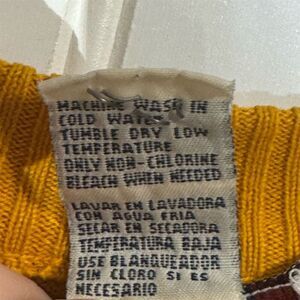 MACHINE WASH IN
COLD WATER
TUMBLE DRY LOW
TEMPERATURE
ONLY NON-CHLORINE
BLEACH WHEN NEEDED
LAVAR EN LAVADORA
CON AGUA FRIA
SECAR EN SECADORA
TEMPERATURA BAJA
USE BLANQUEADOR
SIN CLORO SI ES
NECESARIO